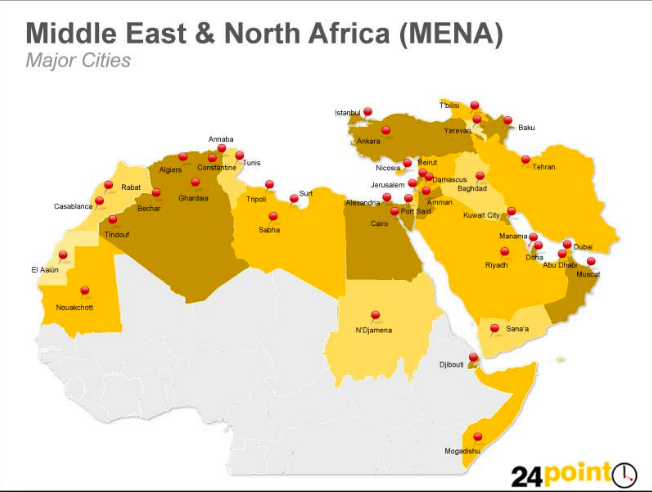 Middle East & North Africa (MENA)
Major Cities
Istanbul
T'bilisi
Ankara
Yerevan
Baku
Annaba
Algiers
Constantine
Tunis
Nicosia
Beirut
Tehran
Rabat
Ghardaia
Jerusalem
Damascus
Baghdad
Casablanca
Bechar
Tripoli
Surt
Alexandria
Port Said
Amman
Tindouf
Sabha
Cairo
Kuwait City
Manama
Dubai
El Aaún
Riyadh
Doha
Abu Dhabi
Muscat
Nouakchott
N'Djamena
Sana'a
Djibouti
Mogadishu
24point0